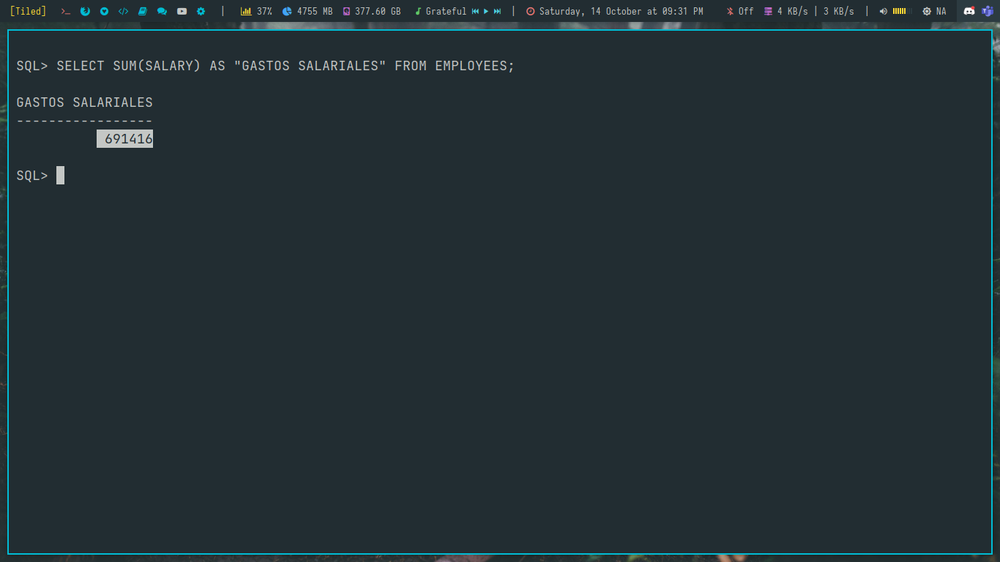 [Tiled] >_ | 37% 4755 MB 377.60 GB Grateful | Saturday, 14 October at 09:31 PM Off 4 KB/s | 3 KB/s | NA
SQL> SELECT SUM(SALARY) AS "GASTOS SALARIALES" FROM EMPLOYEES;
GASTOS SALARIALES
-----------------
691416
SQL>